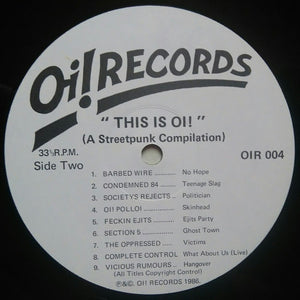 Oi! RECORDS
" THIS IS OI! "
(A Streetpunk Compilation)
33⅓ R.P.M.
Side Two
OIR 004
1. BARBED WIRE ........... No Hope
2. CONDEMNED 84 ........ Teenage Slag
3. SOCIETY'S REJECTS .. Politician
4. OI! POLLOI ............... Skinhead
5. FECKIN EJITS ........... Ejits Party
6. SECTION 5 ............... Ghost Town
7. THE OPPRESSED ..... Victims
8. COMPLETE CONTROL What About Us (Live)
9. VICIOUS RUMOURS .. Hangover
(All Titles Copyright Control)
℗&©. OI! RECORDS 1986.